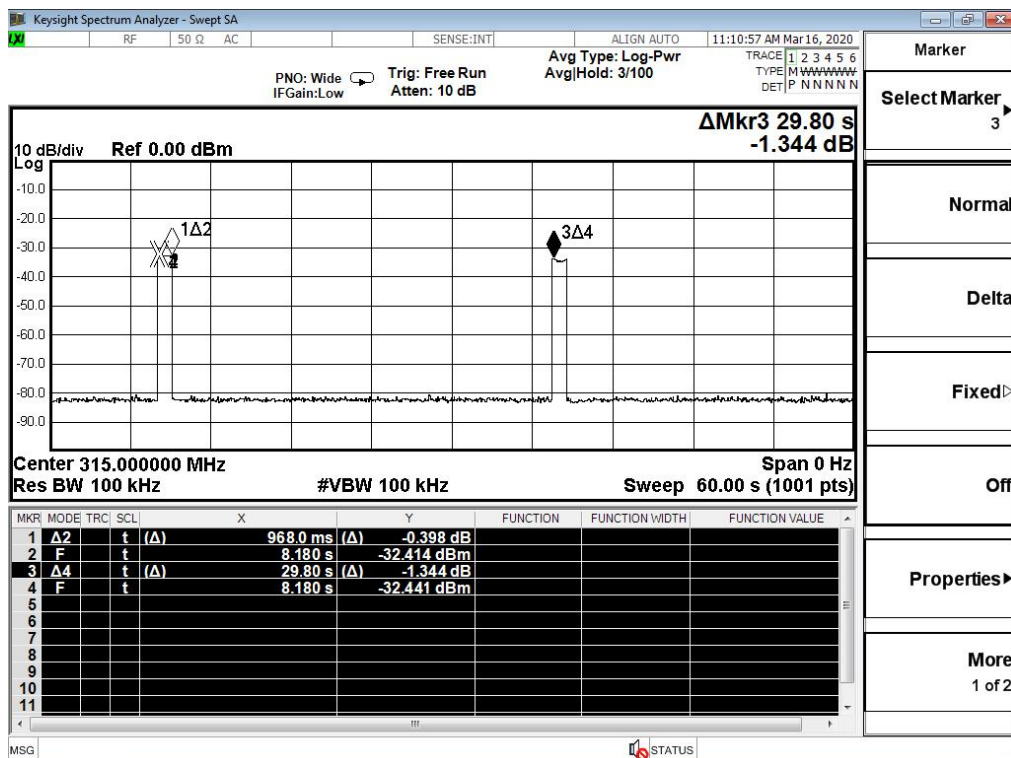 Keysight Spectrum Analyzer - Swept SA
LXI RF 50 Ω AC SENSE:INT ALIGN AUTO 11:10:57 AM Mar 16, 2020
PNO: Wide
IFGain:Low
Trig: Free Run
Atten: 10 dB
Avg Type: Log-Pwr
Avg|Hold: 3/100
TRACE 1 2 3 4 5 6
TYPE M WWWWW
DET P N N N N N
ΔMkr3 29.80 s
-1.344 dB
10 dB/div Ref 0.00 dBm
Log
-10.0
-20.0
-30.0
-40.0
-50.0
-60.0
-70.0
-80.0
-90.0
1Δ2
3Δ4
Center 315.000000 MHz Span 0 Hz
Res BW 100 kHz #VBW 100 kHz Sweep 60.00 s (1001 pts)
MKR MODE TRC SCL X Y FUNCTION FUNCTION WIDTH FUNCTION VALUE
1 Δ2 t (Δ) 968.0 ms (Δ) -0.398 dB
2 F t 8.180 s -32.414 dBm
3 Δ4 t (Δ) 29.80 s (Δ) -1.344 dB
4 F t 8.180 s -32.441 dBm
5
6
7
8
9
10
11
MSG STATUS
Marker
Select Marker
3
Normal
Delta
Fixed
Off
Properties
More
1 of 2